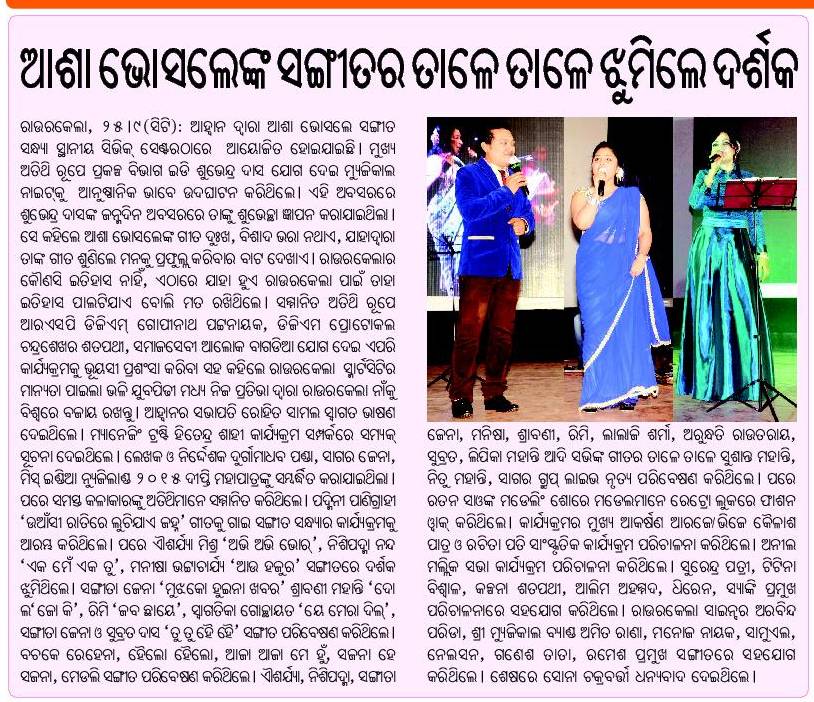 ଆଶା ଭୋସଲେଙ୍କ ସଙ୍ଗୀତର ତାଳେ ତାଳେ ଝୁମିଲେ ଦର୍ଶକ
ରାଉରକେଲା, ୨୫।୯(ସିଟି): ଆହ୍ବାନ ଦ୍ୱାରା ଆଶା ଭୋସଲେ ସଙ୍ଗୀତ
ସନ୍ଧ୍ୟା ସ୍ଥାନୀୟ ସିଭିକ୍ ସେଣ୍ଟରଠାରେ ଆୟୋଜିତ ହୋଇଯାଇଛି। ମୁଖ୍ୟ
ଅତିଥି ରୂପେ ପ୍ରକଳ୍ପ ବିଭାଗ ଇଡି ଶୁଭେନ୍ଦ୍ର ଦାସ ଯୋଗ ଦେଇ ମ୍ୟୁଜିକାଲ
ନାଇଟ୍‌କୁ ଆନୁଷ୍ଠାନିକ ଭାବେ ଉଦଘାଟନ କରିଥିଲେ। ଏହି ଅବସରରେ
ଶୁଭେନ୍ଦ୍ର ଦାସଙ୍କ ଜନ୍ମଦିନ ଅବସରରେ ତାଙ୍କୁ ଶୁଭେଚ୍ଛା ଜ୍ଞାପନ କରାଯାଇଥିଲା।
ସେ କହିଲେ ଆଶା ଭୋସଲେଙ୍କ ଗୀତ ଦୁଃଖ, ବିଶାଦ ଭରା ନଥାଏ, ଯାହାଦ୍ୱାରା
ତାଙ୍କ ଗୀତ ଶୁଣିଲେ ମନକୁ ପ୍ରଫୁଲ୍ଲ କରିବାର ବାଟ ଦେଖାଏ। ରାଉରକେଲାର
କୌଣସି ଇତିହାସ ନାହିଁ, ଏଠାରେ ଯାହା ହୁଏ ରାଉରକେଲା ପାଇଁ ତାହା
ଇତିହାସ ପାଲଟିଯାଏ ବୋଲି ମତ ରଖିଥିଲେ। ସମ୍ମାନିତ ଅତିଥି ରୂପେ
ଆରଏସପି ଡିଜିଏମ୍ ଗୋପୀନାଥ ପଟ୍ଟନାୟକ, ଡିଜିଏମ ପ୍ରୋଟୋକଲ
ଚନ୍ଦ୍ରଶେଖର ଶତପଥୀ, ସମାଜସେବୀ ଆଲୋକ ବାଗଡିଆ ଯୋଗ ଦେଇ ଏପରି
କାର୍ଯ୍ୟକ୍ରମକୁ ଭୂୟସୀ ପ୍ରଶଂସା କରିବା ସହ କହିଲେ ରାଉରକେଲା ସ୍ମାର୍ଟସିଟିର
ମାନ୍ୟତା ପାଇଲା ଭଳି ଯୁବପିଢୀ ମଧ୍ୟ ନିଜ ପ୍ରତିଭା ଦ୍ୱାରା ରାଉରକେଲା ନାଁକୁ
ବିଶ୍ୱରେ ବଜାୟ ରଖନ୍ତୁ। ଆହ୍ବାନର ସଭାପତି ରୋହିତ ସାମଲ ସ୍ୱାଗତ ଭାଷଣ
ଦେଇଥିଲେ। ମ୍ୟାନେଜିଂ ଟ୍ରଷ୍ଟି ହିତେନ୍ଦ୍ର ଶାହୀ କାର୍ଯ୍ୟକ୍ରମ ସମ୍ପର୍କରେ ସମ୍ୟକ୍
ସୂଚନା ଦେଇଥିଲେ। ଲେଖକ ଓ ନିର୍ଦ୍ଦେଶକ ଦୁର୍ଗାମାଧବ ପଣ୍ଡା, ସାଗର ଜେନା,
ମିସ୍ ଇଣ୍ଡିଆ ନ୍ୟୁଜିଲାଣ୍ଡ ୨୦୧୫ ଦୀପ୍ତି ମହାପାତ୍ରଙ୍କୁ ସମ୍ବର୍ଦ୍ଧିତ କରାଯାଇଥିଲା।
ପରେ ସମସ୍ତ କଳାକାରଙ୍କୁ ଅତିଥିମାନେ ସମ୍ମାନିତ କରିଥିଲେ। ପଦ୍ମିନୀ ପାଣିଗ୍ରାହୀ
‘ଉଆଁସୀ ରାତିରେ ଲୁଚିଯାଏ ଜହ୍ନ’ ଗୀତକୁ ଗାଇ ସଙ୍ଗୀତ ସନ୍ଧ୍ୟାର କାର୍ଯ୍ୟକ୍ରମକୁ
ଆରମ୍ଭ କରିଥିଲେ। ପରେ ଐଶର୍ଯ୍ୟା ମିଶ୍ର ‘ଅଭି ଅଭି ଭୋର୍’, ନିଶିପଦ୍ମା ନନ୍ଦ
‘ଏକ ମେଁ ଏକ ତୁ’, ମନୀଷା ଭଟ୍ଟାଚାର୍ଯ୍ୟ ‘ଆଉ ହଜୁର’ ସଙ୍ଗୀତରେ ଦର୍ଶକ
ଝୁମିଥିଲେ। ସଙ୍ଗୀତା ଜେନା ‘ମୁଝକୋ ହୁଇନା ଖବର’ ଶ୍ରାବଣୀ ମହାନ୍ତି ‘ଦୋ
ଲ‘ଜୋ କି’, ରିମି ‘ଜବ ଛାୟେ’, ସ୍ୱାଗତିକା ଗୋଚ୍ଛାୟତ ‘ୟେ ମେରା ଦିଲ୍’,
ସଙ୍ଗୀତା ଜେନା ଓ ସୁବ୍ରତ ଦାସ ‘ତୁ ତୁ ହୈ ହୈ’ ସଙ୍ଗୀତ ପରିବେଷଣ କରିଥିଲେ।
ବଚକେ ରେହେନା, ହୈଲୋ ହୈଲୋ, ଆଜା ଆଜା ମେ ହୁଁ, ସଜନା ହେ
ସଜନା, ମେଡଲି ସଙ୍ଗୀତ ପରିବେଷଣ କରିଥିଲେ। ଐଶର୍ଯ୍ୟା, ନିଶିପଦ୍ମା, ସଙ୍ଗୀତା
ଜେନା, ମନିଷା, ଶ୍ରାବଣୀ, ରିମି, ଲାଲାଜି ଶର୍ମା, ଅରୁନ୍ଧତି ରାଉତରାୟ,
ସୁବ୍ରତ, ଲିପିକା ମହାନ୍ତି ଆଦି ସଭିଙ୍କ ଗୀତର ତାଳେ ତାଳେ ସୁଶାନ୍ତ ମହାନ୍ତି,
ନିତୁ ମହାନ୍ତି, ସାଗର ଗ୍ରୁପ୍ ଲାଇଭ ନୃତ୍ୟ ପରିବେଷଣ କରିଥିଲେ। ପରେ
ରତନ ସାଓଙ୍କ ମଡେଲିଂ ଶୋରେ ମଡେଲମାନେ ରେଟ୍ରୋ ଲୁକରେ ଫାଶନ
ୱାକ୍ କରିଥିଲେ। କାର୍ଯ୍ୟକ୍ରମର ମୁଖ୍ୟ ଆକର୍ଷଣ ଆରଜେ/ଭିଜେ କୈଳାଶ
ପାତ୍ର ଓ ରଚିତା ପତି ସାଂସ୍କୃତିକ କାର୍ଯ୍ୟକ୍ରମ ପରିଚାଳନା କରିଥିଲେ। ଅନୀଲ
ମଲ୍ଲିକ ସଭା କାର୍ଯ୍ୟକ୍ରମ ପରିଚାଳନା କରିଥିଲେ। ସୁରେନ୍ଦ୍ର ପତ୍ରୀ, ଟିଟିନା
ବିଶ୍ୱାଳ, କଳ୍ପନା ଶତପଥୀ, ଆଲିମ ଅହମ୍ମଦ, ଧିରେନ, ସ୍ୟାଙ୍କି ପ୍ରମୁଖ
ପରିଚାଳନାରେ ସହଯୋଗ କରିଥିଲେ। ରାଉରକେଲା ସାଇନ୍ସର ଅରବିନ୍ଦ
ପରିଡା, ଶ୍ରୀ ମ୍ୟୁଜିକାଲ ବ୍ୟାଣ୍ଡ ଅମିତ ରାଣା, ମନୋଜ ନାୟକ, ସାମୁଏଲ,
ନେଲସନ, ଗଣେଶ ତାତା, ରମେଶ ପ୍ରମୁଖ ସଙ୍ଗୀତରେ ସହଯୋଗ
କରିଥିଲେ। ଶେଷରେ ସୋନା ଚକ୍ରବର୍ତ୍ତୀ ଧନ୍ୟବାଦ ଦେଇଥିଲେ।